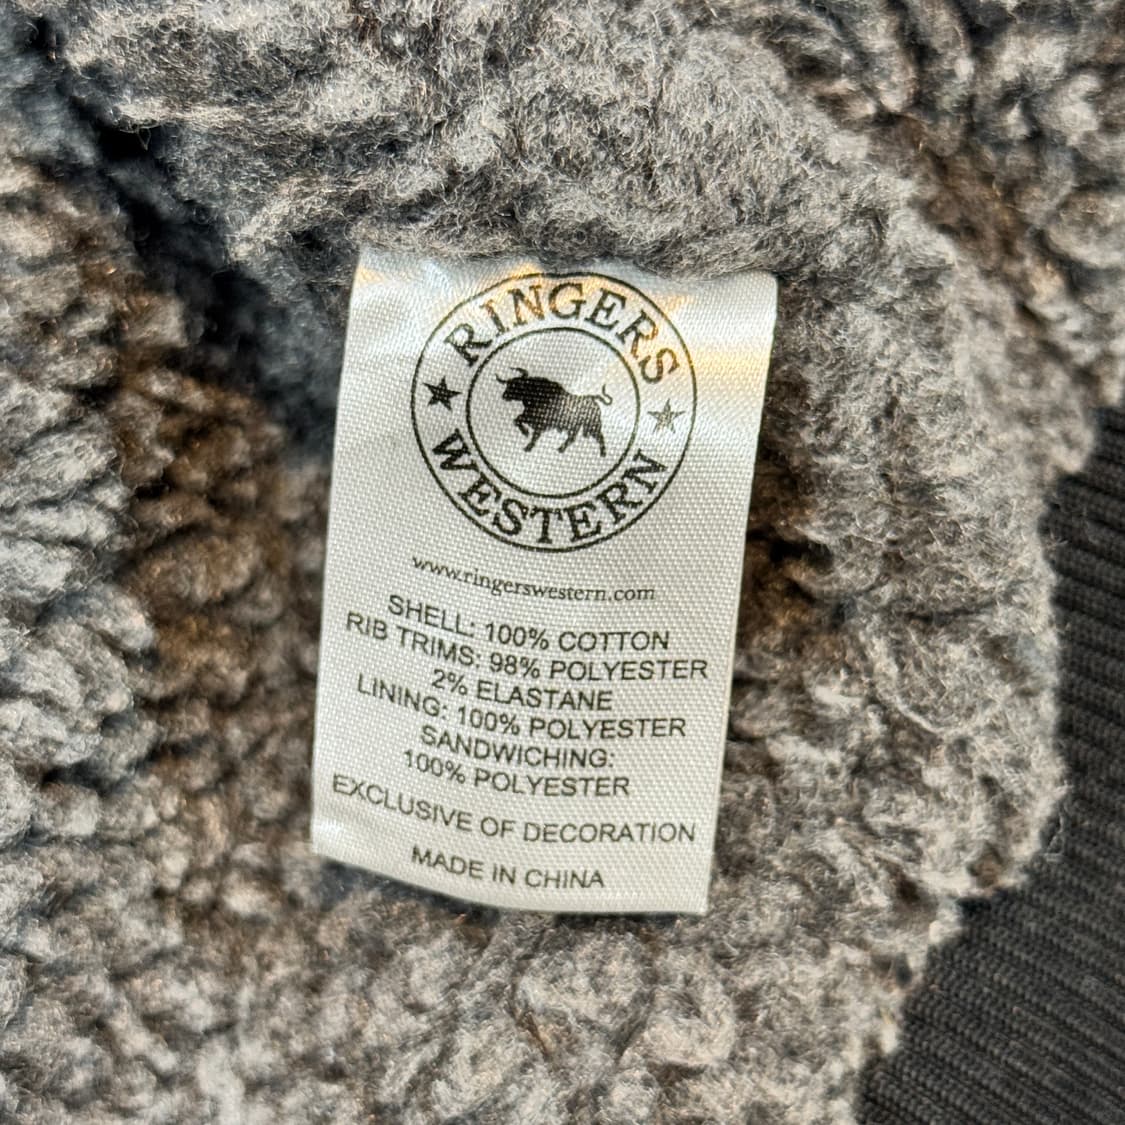 RINGERS
WESTERN
www.ringerswestern.com
SHELL: 100% COTTON
RIB TRIMS: 98% POLYESTER
2% ELASTANE
LINING: 100% POLYESTER
SANDWICHING:
100% POLYESTER
EXCLUSIVE OF DECORATION
MADE IN CHINA